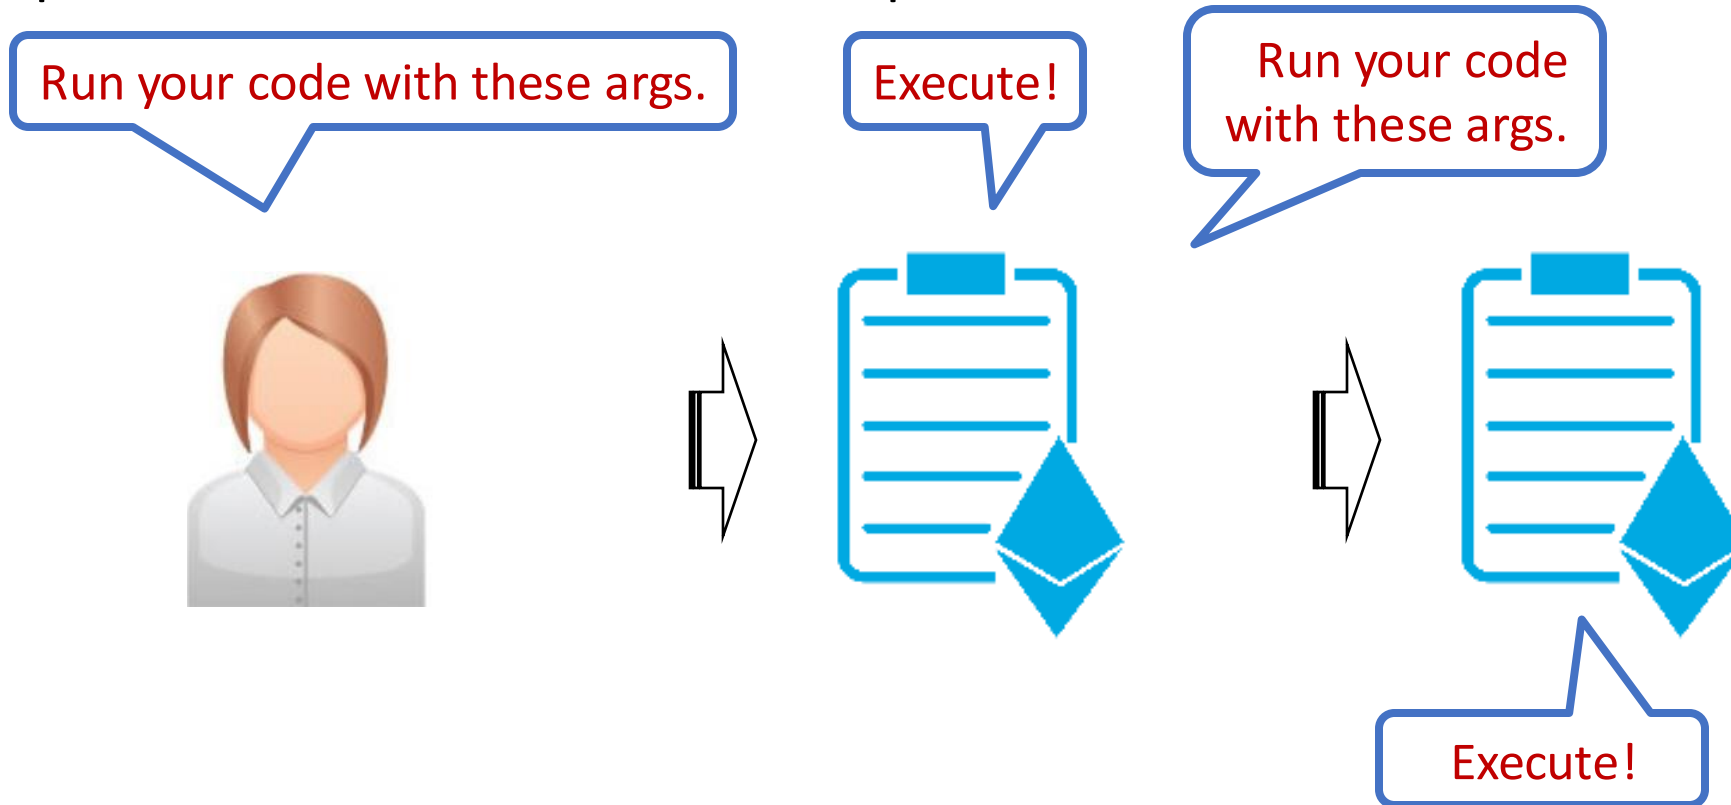 Run your code with these args.
Execute!
Run your code
with these args.
Execute!